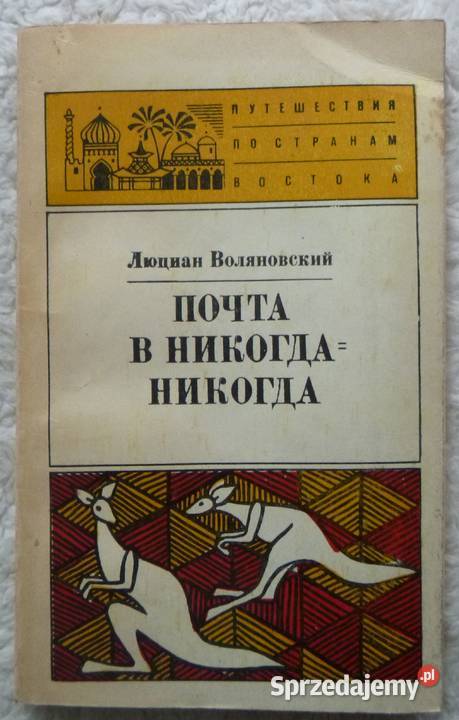 ПУТЕШЕСТВИЯ
ПО СТРАНАМ
ВОСТОКА
Люциан Воляновский
ПОЧТА
В НИКОГДА=
НИКОГДА
Sprzedajemy.pl